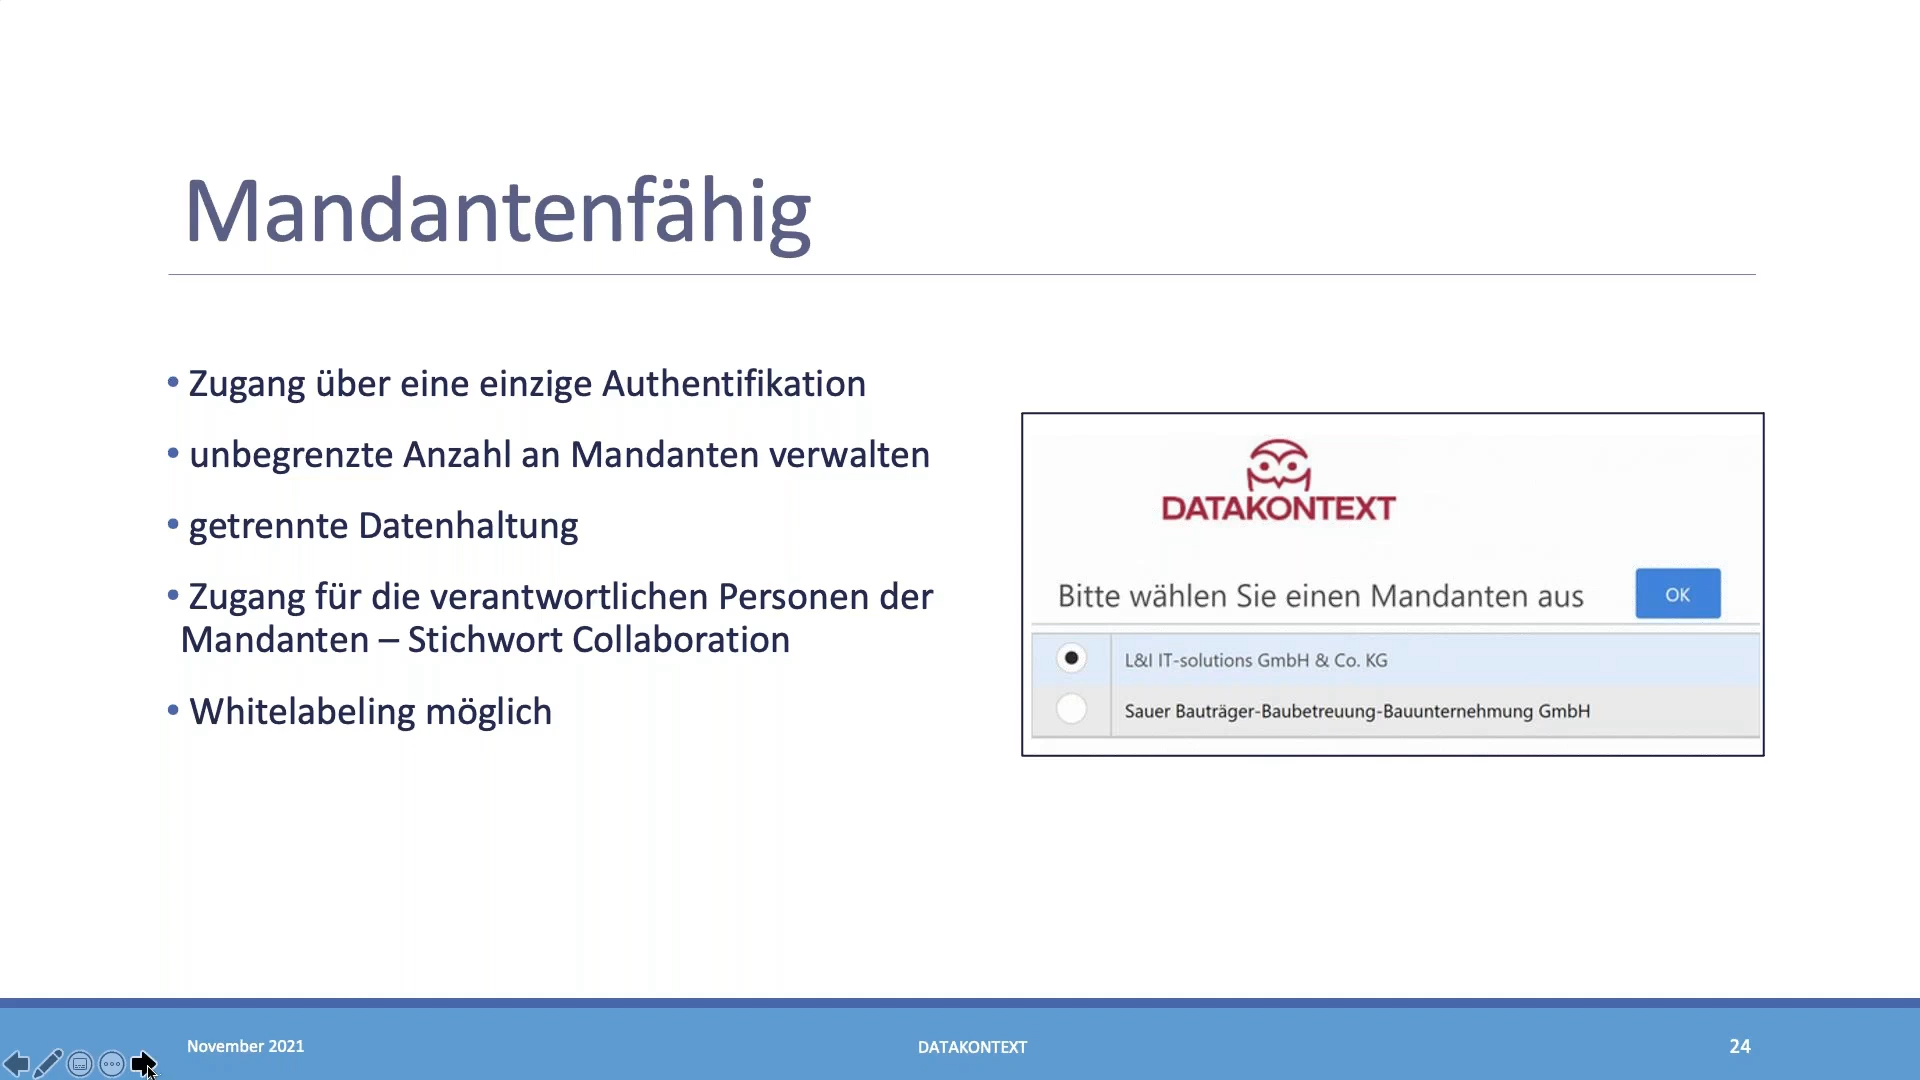 Mandantenfähig
• Zugang über eine einzige Authentifikation
• unbegrenzte Anzahl an Mandanten verwalten
• getrennte Datenhaltung
• Zugang für die verantwortlichen Personen der
Mandanten – Stichwort Collaboration
• Whitelabeling möglich
DATAKONTEXT
Bitte wählen Sie einen Mandanten aus
OK
L&I IT-solutions GmbH & Co. KG
Sauer Bauträger-Baubetreuung-Bauunternehmung GmbH
November 2021
DATAKONTEXT
24